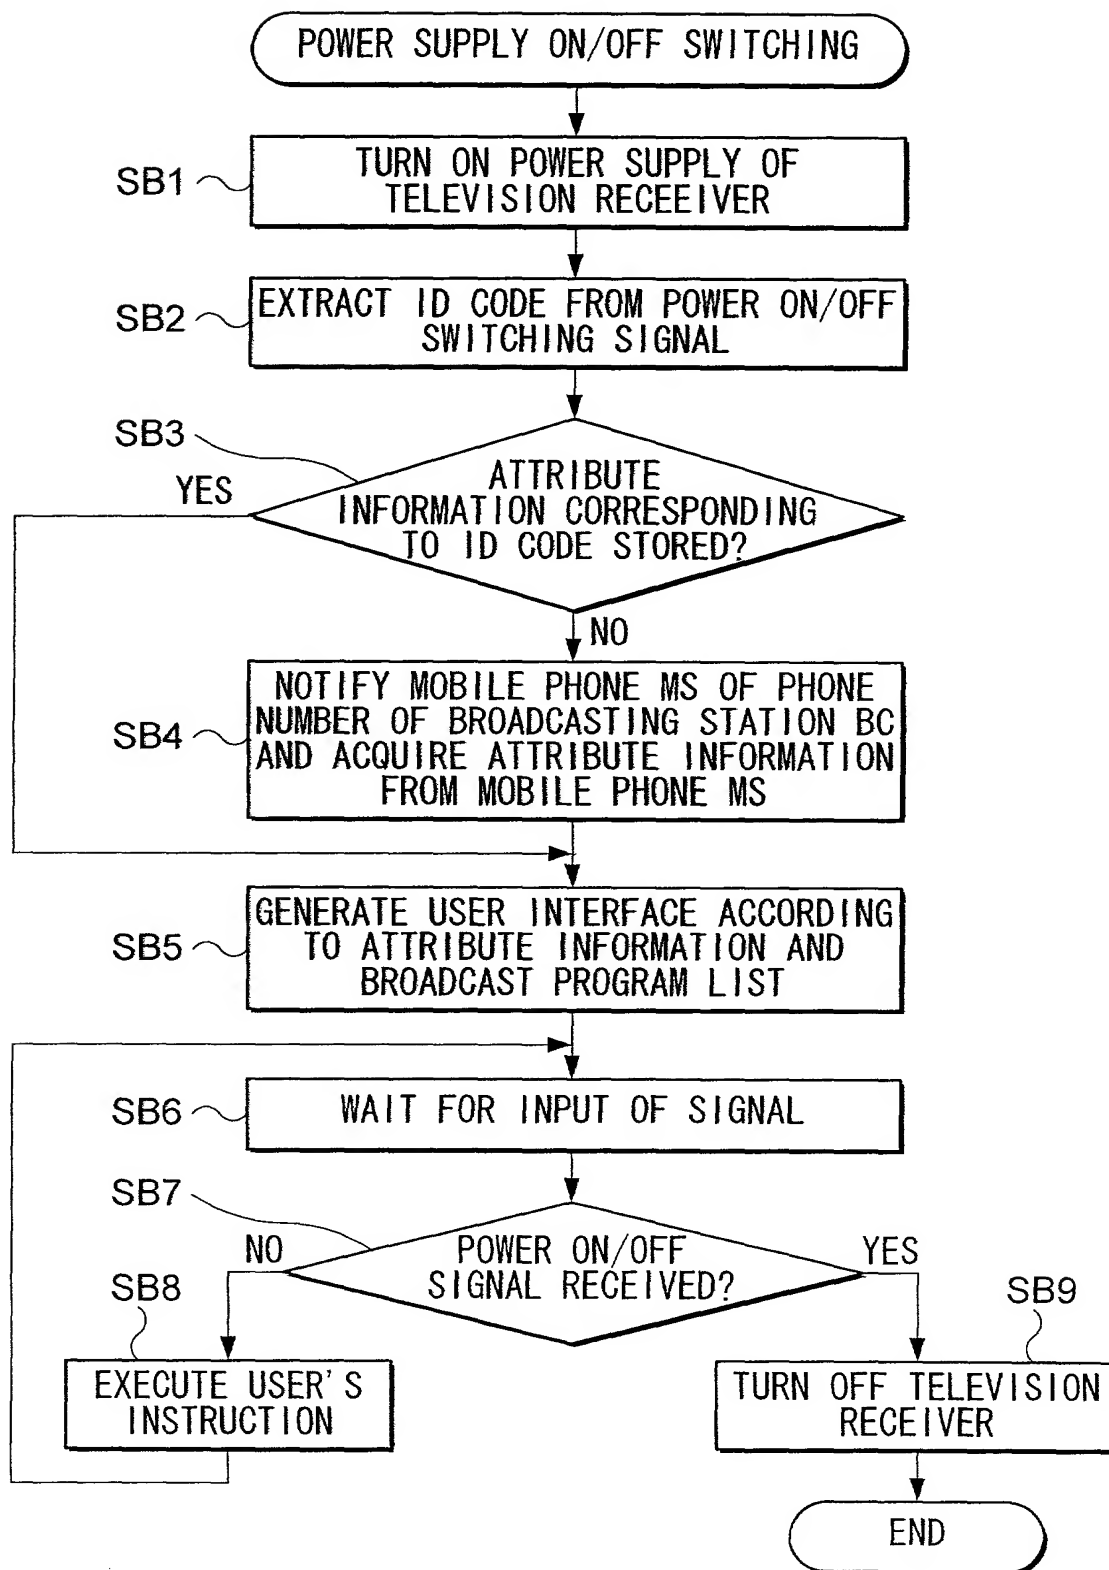 POWER SUPPLY ON/OFF SWITCHING
SB1
TURN ON POWER SUPPLY OF
TELEVISION RECEEIVER
SB2
EXTRACT ID CODE FROM POWER ON/OFF
SWITCHING SIGNAL
SB3
YES
ATTRIBUTE
INFORMATION CORRESPONDING
TO ID CODE STORED?
NO
SB4
NOTIFY MOBILE PHONE MS OF PHONE
NUMBER OF BROADCASTING STATION BC
AND ACQUIRE ATTRIBUTE INFORMATION
FROM MOBILE PHONE MS
SB5
GENERATE USER INTERFACE ACCORDING
TO ATTRIBUTE INFORMATION AND
BROADCAST PROGRAM LIST
SB6
WAIT FOR INPUT OF SIGNAL
SB7
NO
POWER ON/OFF
SIGNAL RECEIVED?
YES
SB8
EXECUTE USER'S
INSTRUCTION
SB9
TURN OFF TELEVISION
RECEIVER
END